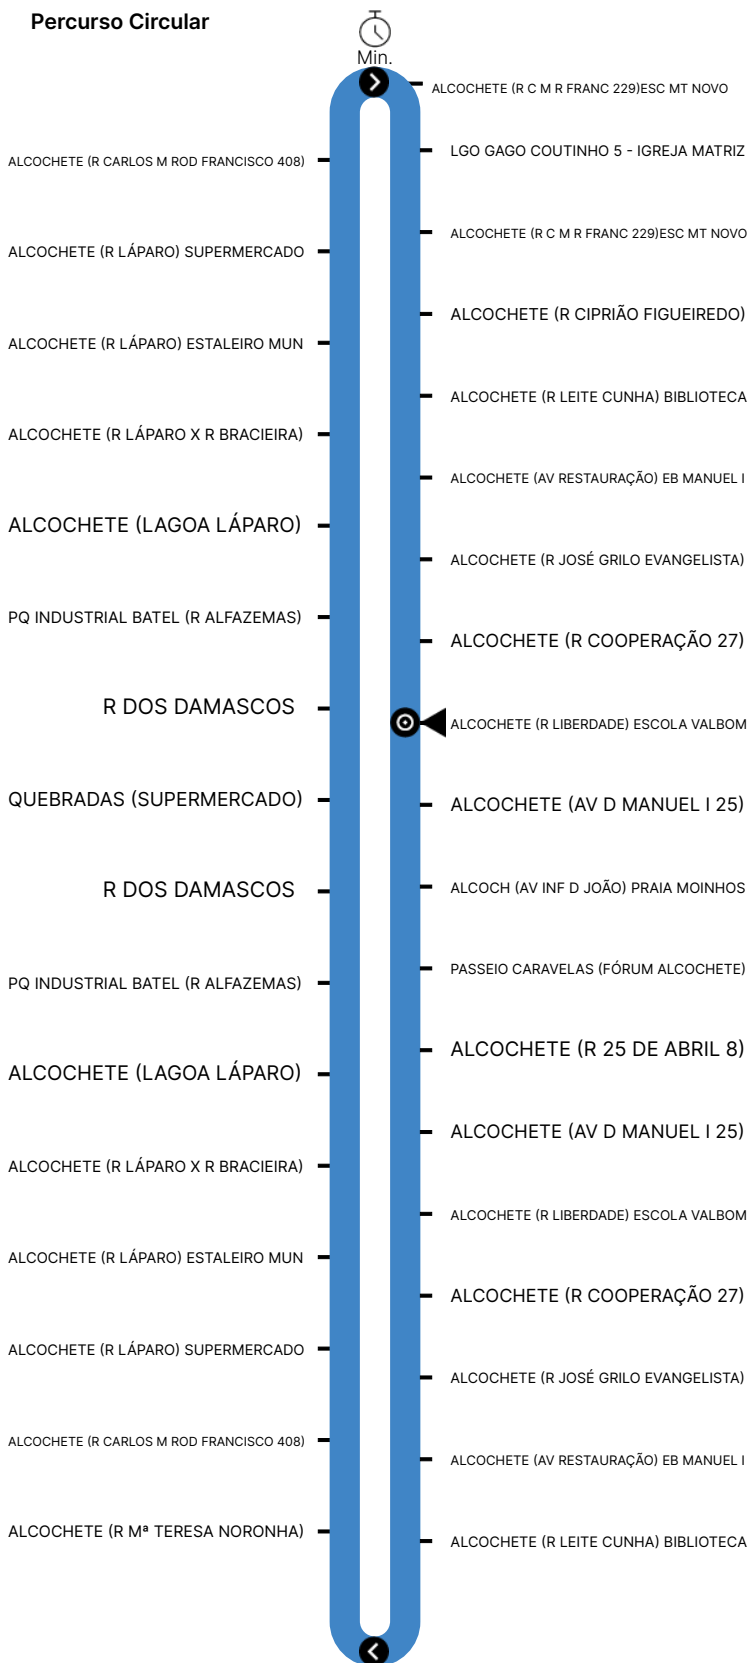 Percurso Circular
Min.
ALCOCHETE (R C M R FRANC 229)ESC MT NOVO
LGO GAGO COUTINHO 5 - IGREJA MATRIZ
ALCOCHETE (R C M R FRANC 229)ESC MT NOVO
ALCOCHETE (R CIPRIÃO FIGUEIREDO)
ALCOCHETE (R LEITE CUNHA) BIBLIOTECA
ALCOCHETE (AV RESTAURAÇÃO) EB MANUEL I
ALCOCHETE (R JOSÉ GRILO EVANGELISTA)
ALCOCHETE (R COOPERAÇÃO 27)
ALCOCHETE (R LIBERDADE) ESCOLA VALBOM
ALCOCHETE (AV D MANUEL I 25)
ALCOCH (AV INF D JOÃO) PRAIA MOINHOS
PASSEIO CARAVELAS (FÓRUM ALCOCHETE)
ALCOCHETE (R 25 DE ABRIL 8)
ALCOCHETE (AV D MANUEL I 25)
ALCOCHETE (R LIBERDADE) ESCOLA VALBOM
ALCOCHETE (R COOPERAÇÃO 27)
ALCOCHETE (R JOSÉ GRILO EVANGELISTA)
ALCOCHETE (AV RESTAURAÇÃO) EB MANUEL I
ALCOCHETE (R LEITE CUNHA) BIBLIOTECA
ALCOCHETE (R CARLOS M ROD FRANCISCO 408)
ALCOCHETE (R LÁPARO) SUPERMERCADO
ALCOCHETE (R LÁPARO) ESTALEIRO MUN
ALCOCHETE (R LÁPARO X R BRACIEIRA)
ALCOCHETE (LAGOA LÁPARO)
PQ INDUSTRIAL BATEL (R ALFAZEMAS)
R DOS DAMASCOS
QUEBRADAS (SUPERMERCADO)
R DOS DAMASCOS
PQ INDUSTRIAL BATEL (R ALFAZEMAS)
ALCOCHETE (LAGOA LÁPARO)
ALCOCHETE (R LÁPARO X R BRACIEIRA)
ALCOCHETE (R LÁPARO) ESTALEIRO MUN
ALCOCHETE (R LÁPARO) SUPERMERCADO
ALCOCHETE (R CARLOS M ROD FRANCISCO 408)
ALCOCHETE (R Mª TERESA NORONHA)